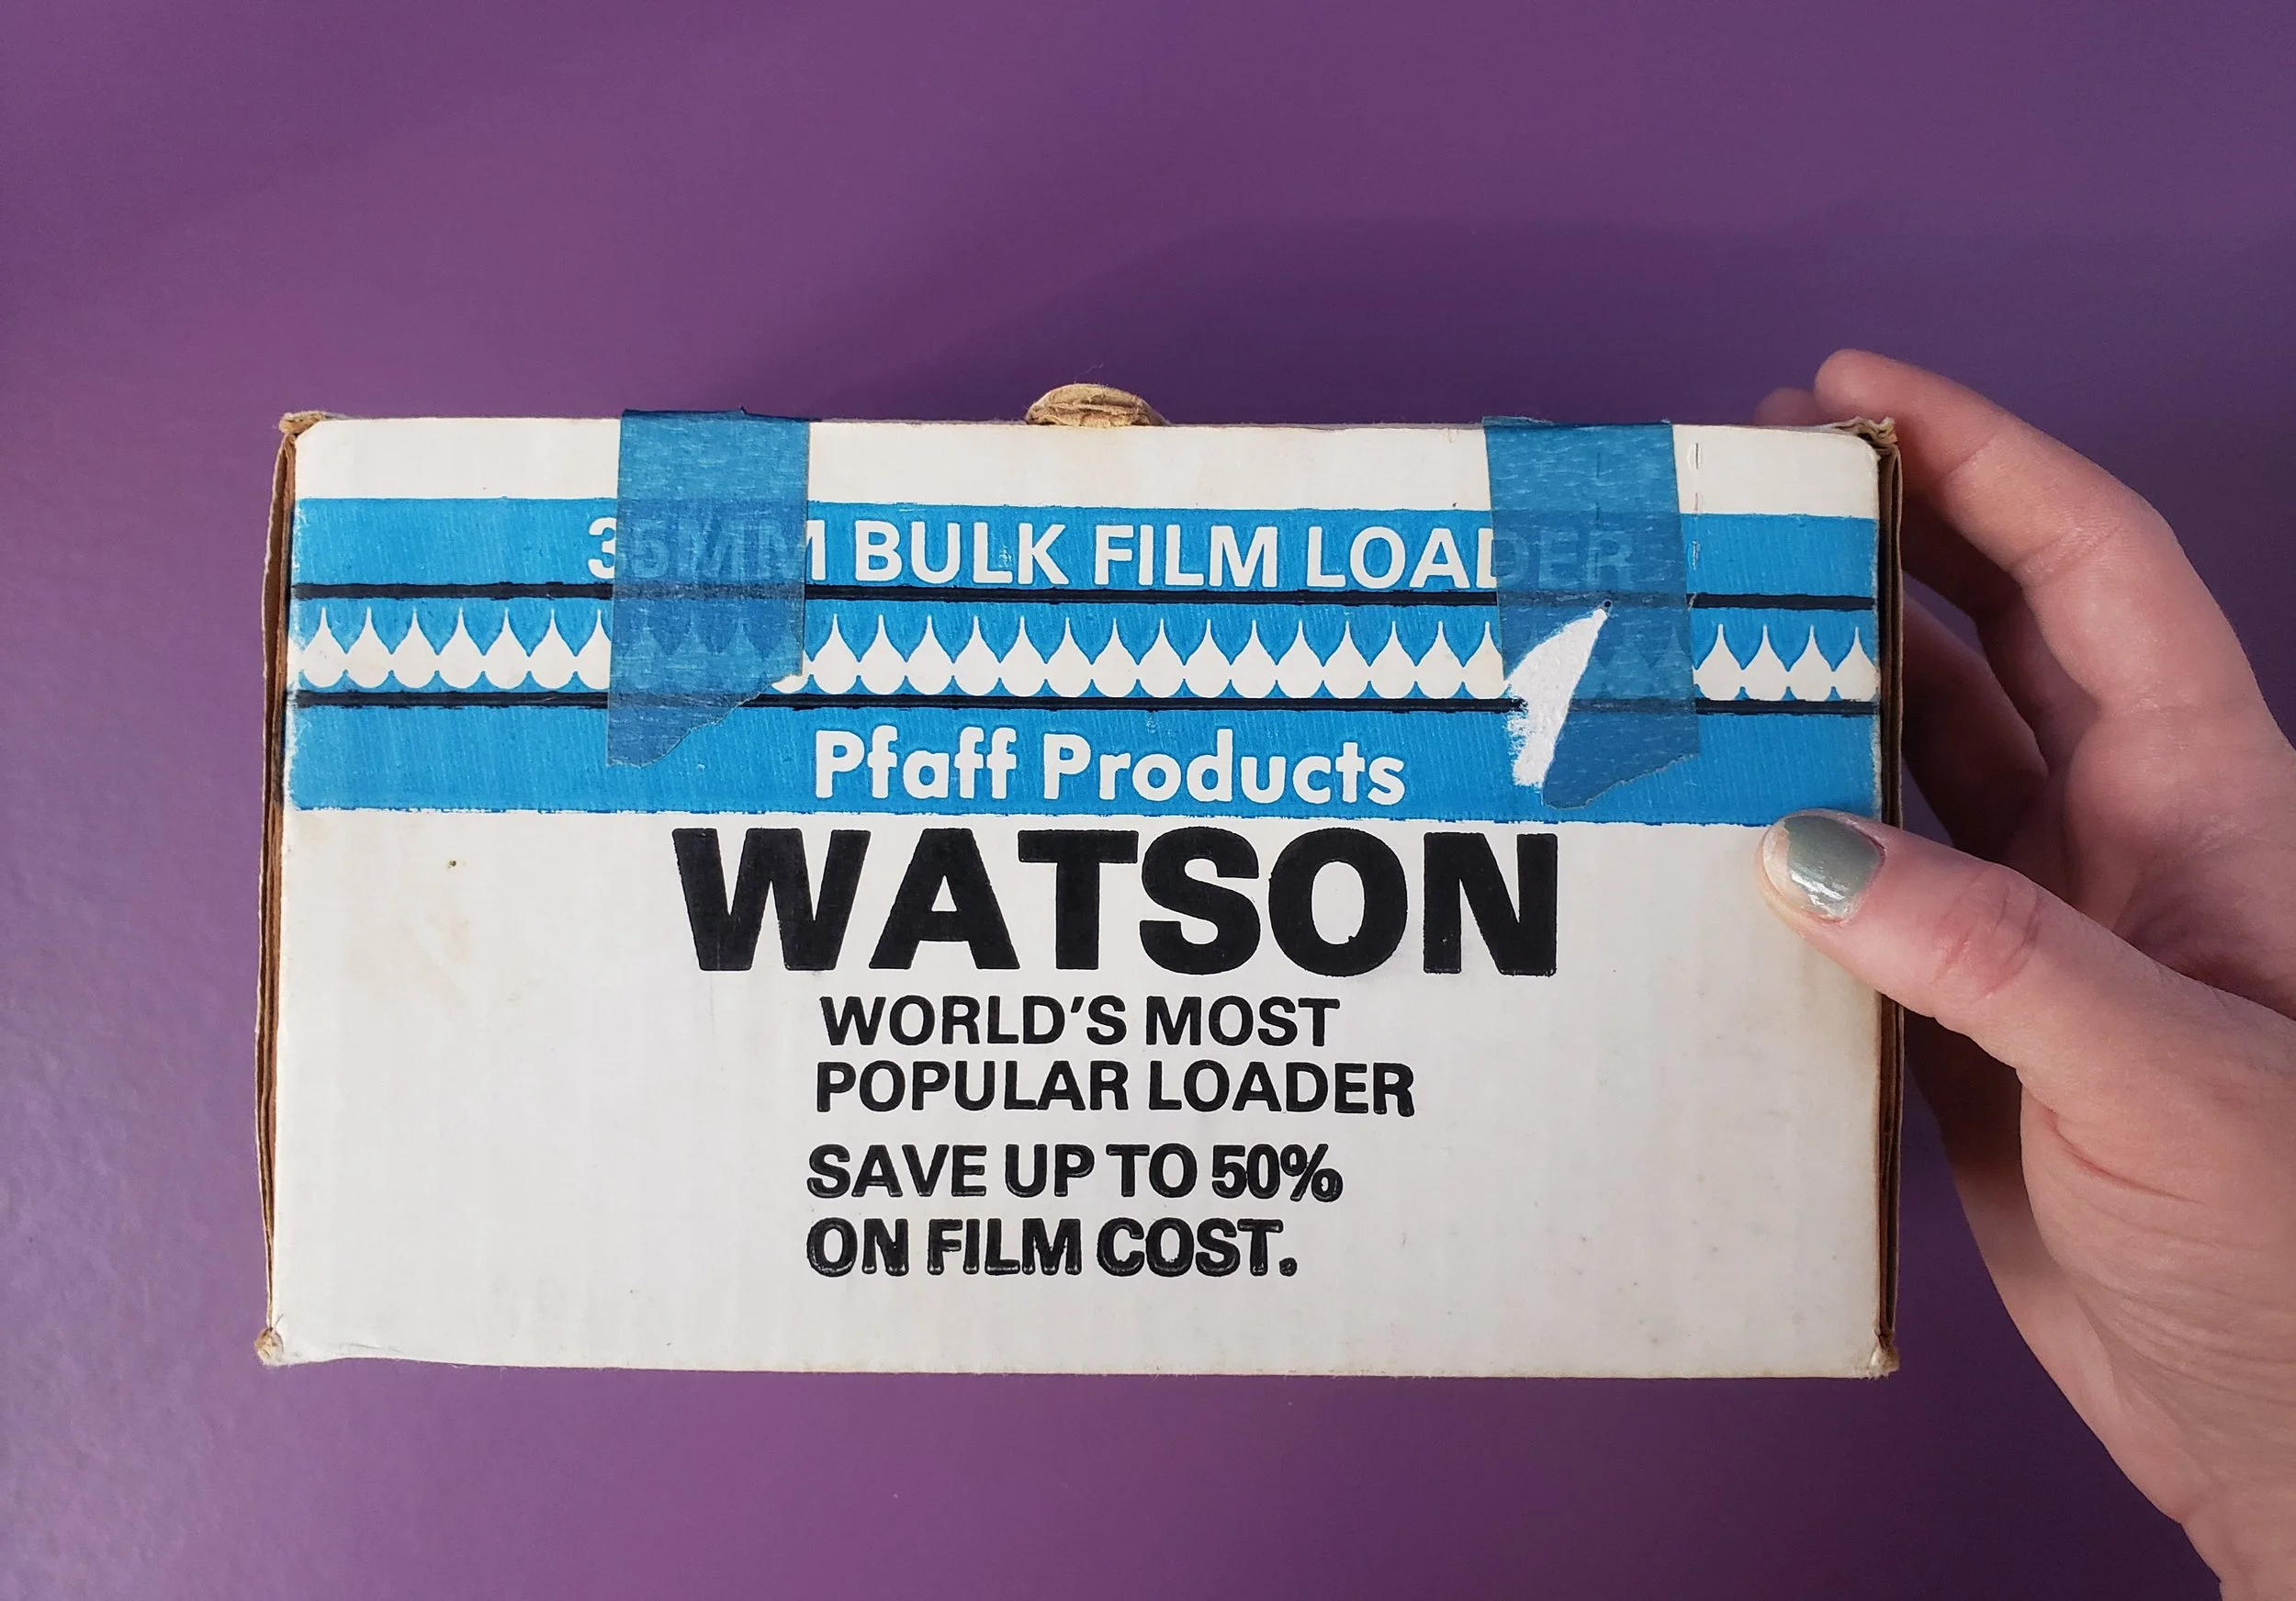 35MM BULK FILM LOADER
Pfaff Products
WATSON
WORLD'S MOST
POPULAR LOADER
SAVE UP TO 50%
ON FILM COST.